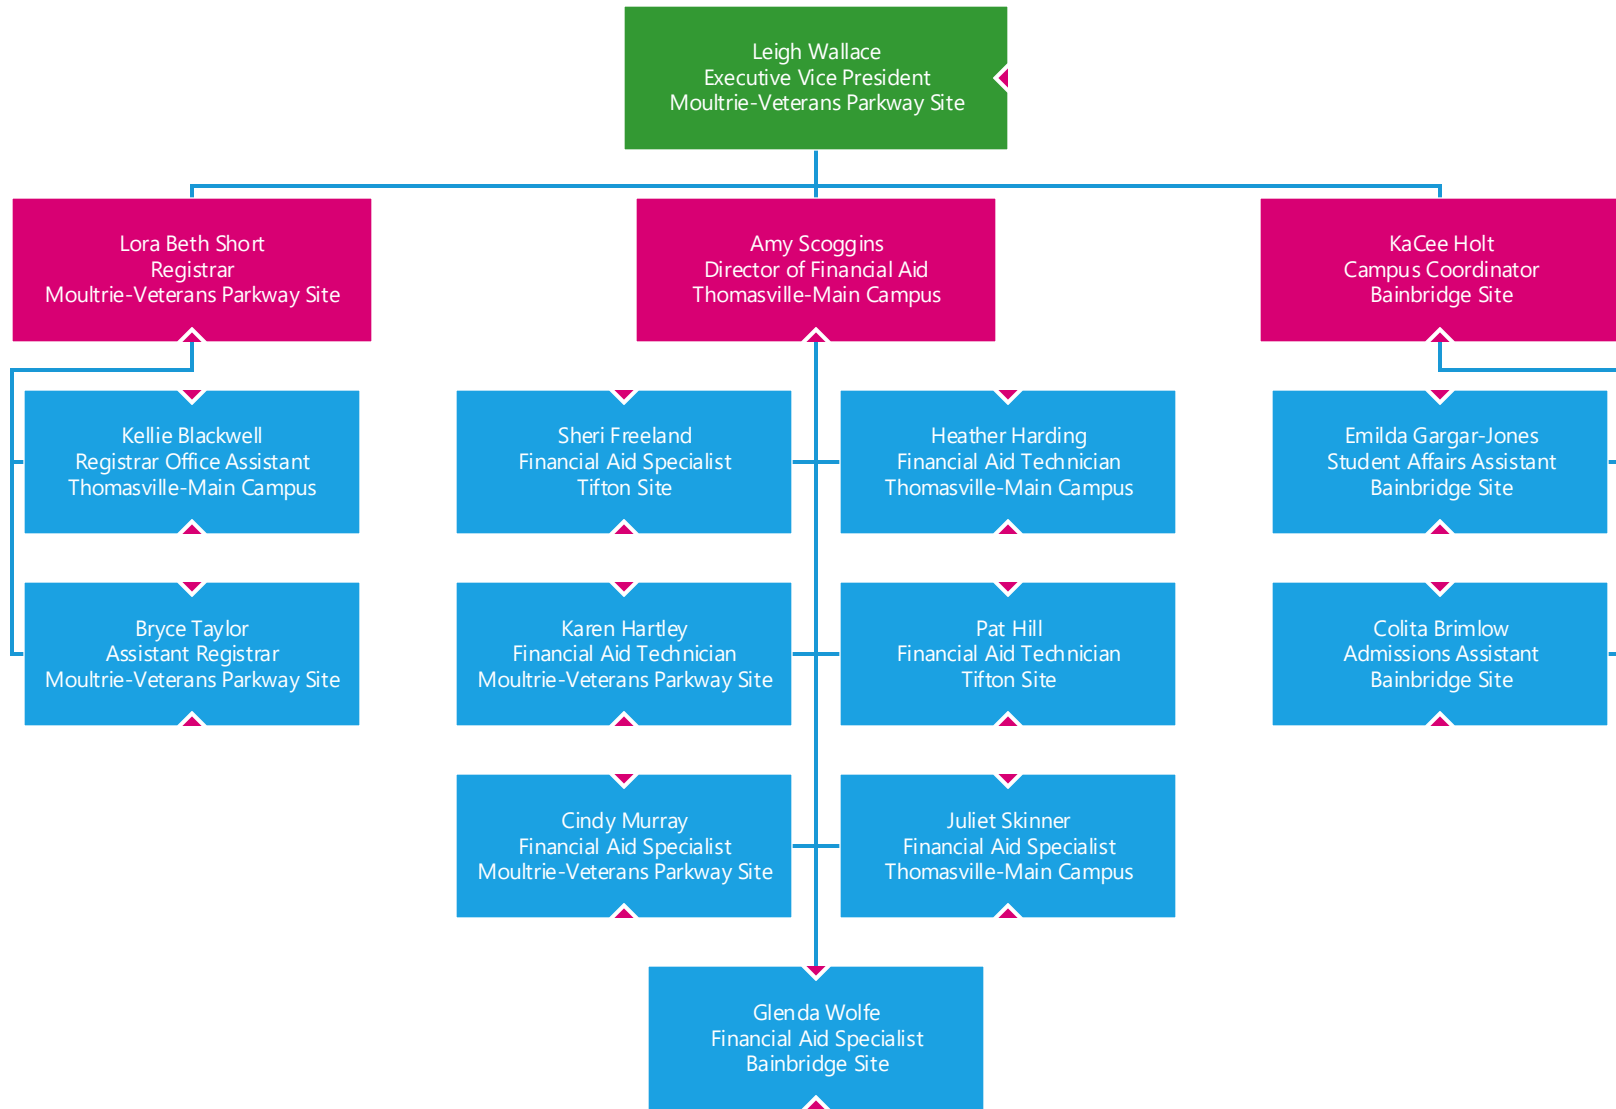 Leigh Wallace
Executive Vice President
Moultrie-Veterans Parkway Site
Lora Beth Short
Registrar
Moultrie-Veterans Parkway Site
Amy Scoggins
Director of Financial Aid
Thomasville-Main Campus
KaCee Holt
Campus Coordinator
Bainbridge Site
Kellie Blackwell
Registrar Office Assistant
Thomasville-Main Campus
Sheri Freeland
Financial Aid Specialist
Tifton Site
Heather Harding
Financial Aid Technician
Thomasville-Main Campus
Emilda Gargar-Jones
Student Affairs Assistant
Bainbridge Site
Bryce Taylor
Assistant Registrar
Moultrie-Veterans Parkway Site
Karen Hartley
Financial Aid Technician
Moultrie-Veterans Parkway Site
Pat Hill
Financial Aid Technician
Tifton Site
Colita Brimlow
Admissions Assistant
Bainbridge Site
Cindy Murray
Financial Aid Specialist
Moultrie-Veterans Parkway Site
Juliet Skinner
Financial Aid Specialist
Thomasville-Main Campus
Glenda Wolfe
Financial Aid Specialist
Bainbridge Site